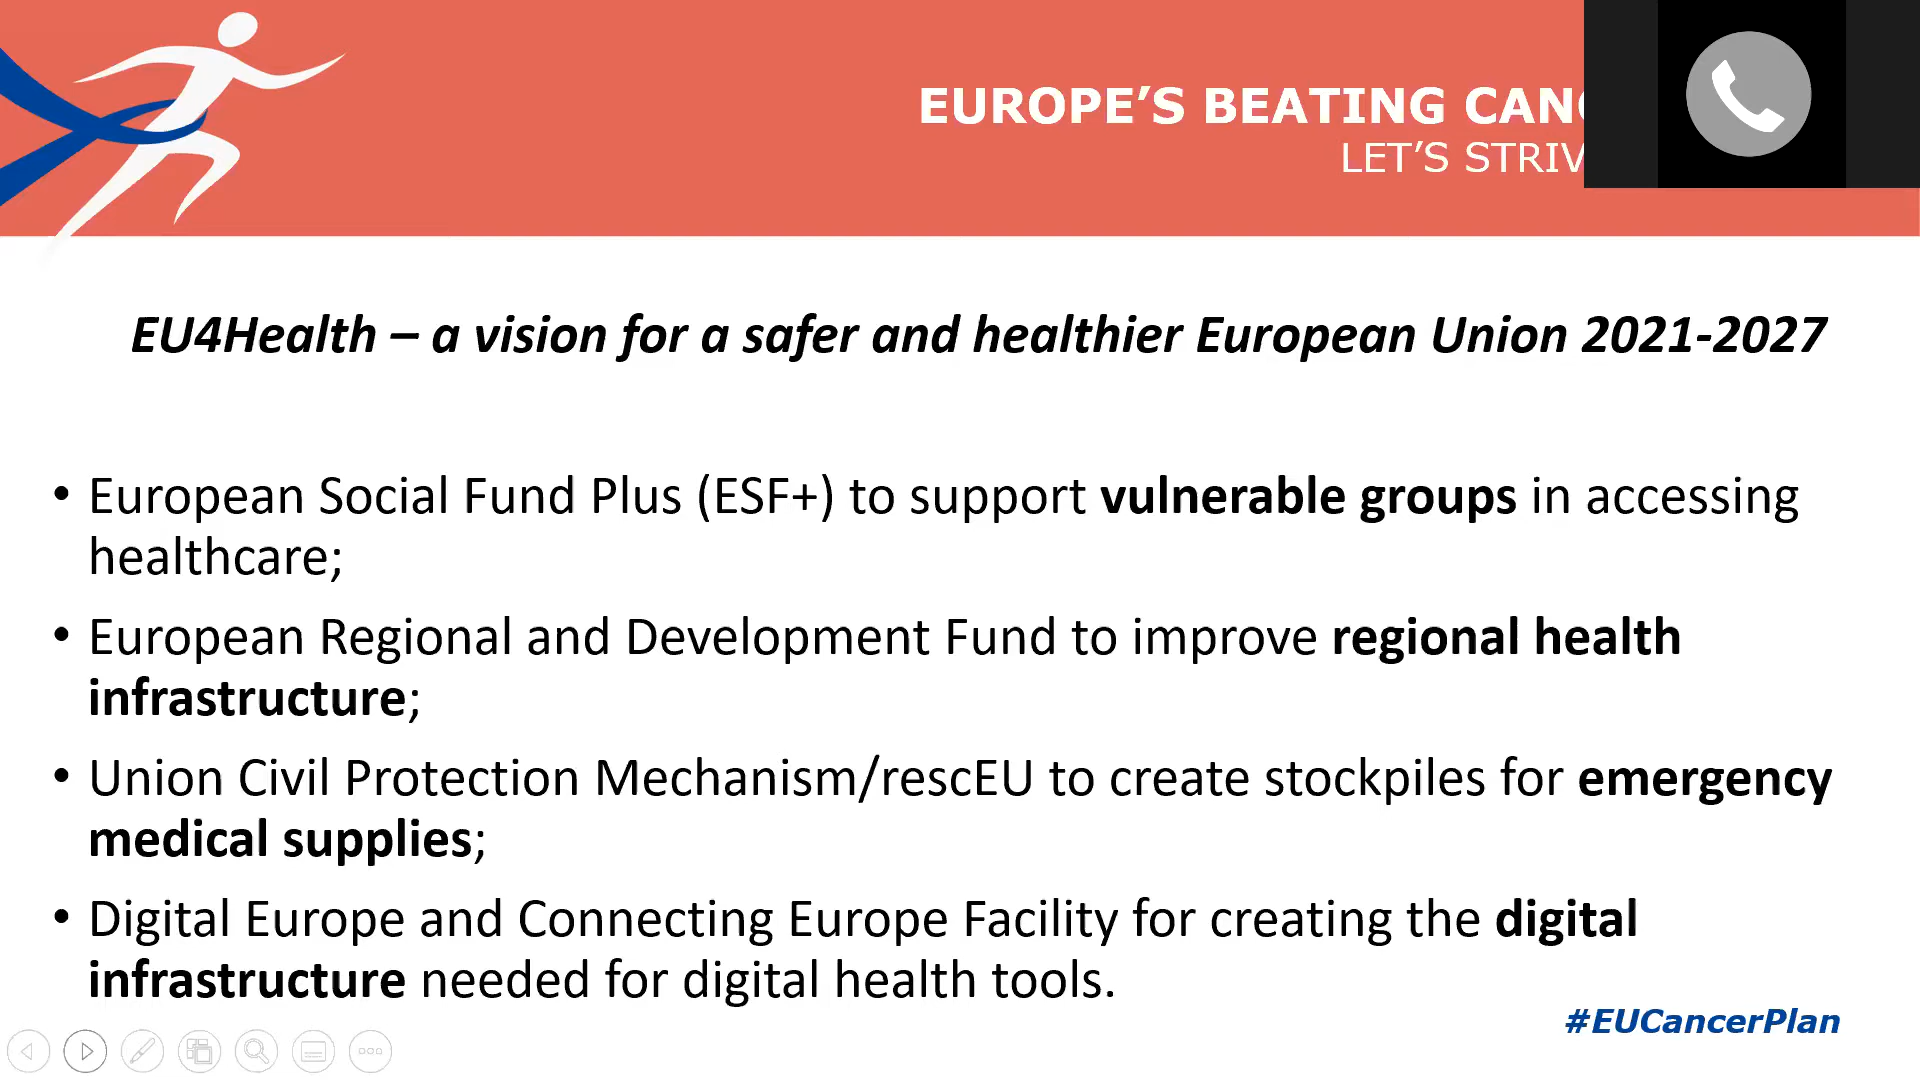 EUROPE’S BEATING
LET’S
EU4Health – a vision for a safer and healthier European Union 2021-2027
• European Social Fund Plus (ESF+) to support vulnerable groups in accessing
healthcare;
• European Regional and Development Fund to improve regional health
infrastructure;
• Union Civil Protection Mechanism/rescEU to create stockpiles for emergency
medical supplies;
• Digital Europe and Connecting Europe Facility for creating the digital
infrastructure needed for digital health tools.
#EUCancerPlan